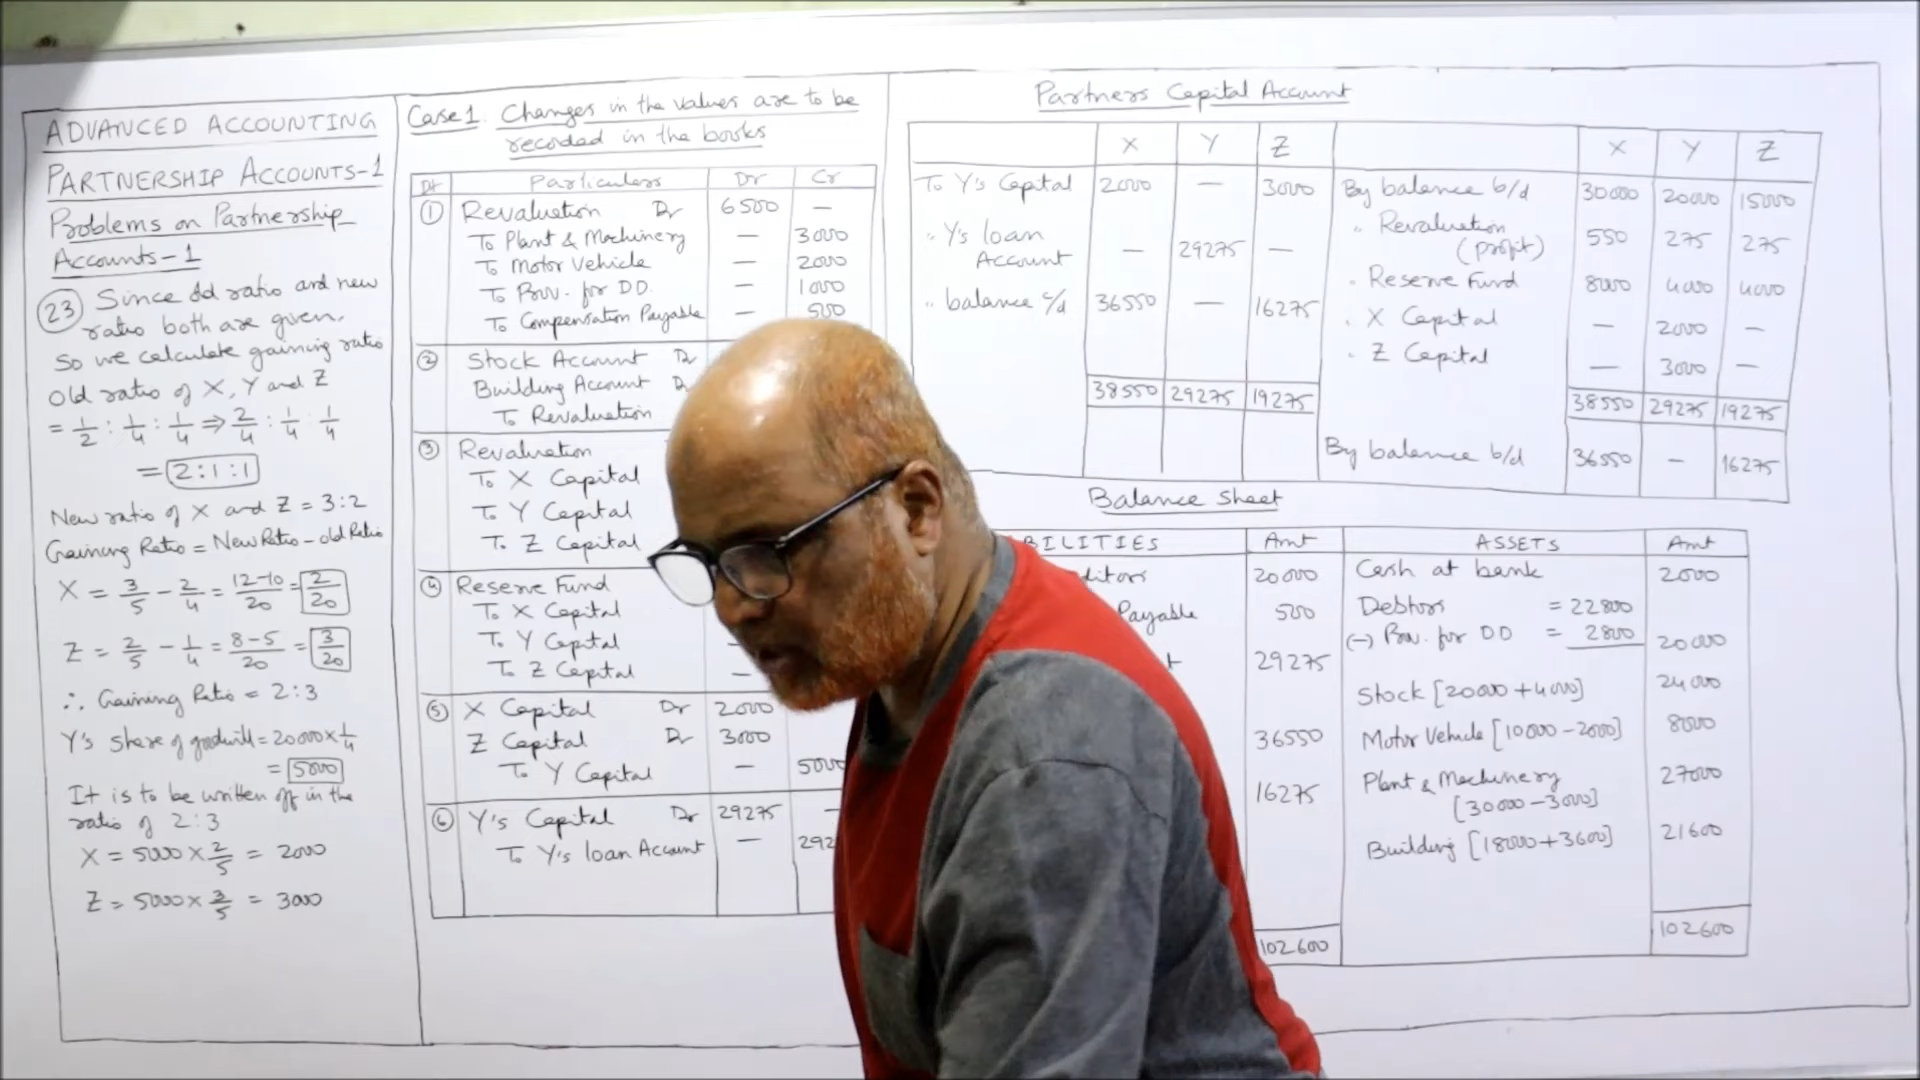 ADVANCED ACCOUNTING
PARTNERSHIP ACCOUNTS-1
Problems on Partnership
Accounts-1
23 Since old ratio and new
ratio both are given.
So we calculate gaining ratio
Old ratio of X, Y and Z
= 1/2 : 1/4 : 1/4 ⇒ 2/4 : 1/4 : 1/4
= 2:1:1
New ratio of X and Z = 3:2
Gaining Ratio = New Ratio - old Ratio
X = 3/5 - 2/4 = 12-10/20 = 2/20
Z = 2/5 - 1/4 = 8-5/20 = 3/20
∴ Gaining Ratio = 2:3
Y's share of goodwill = 20000 × 1/4
= 5000
It is to be written off in the
ratio of 2:3
X = 5000 × 2/5 = 2000
Z = 5000 × 3/5 = 3000
Case 1. Changes in the values are to be
recorded in the books
Dt Particulars Dr Cr
1 Revaluation Dr 6500 —
To Plant & Machinery — 3000
To Motor Vehicle — 2000
To Prov. for DD. — 1000
To Compensation Payable — 500
2 Stock Account Dr
Building Account D
To Revaluation
3 Revaluation
To X Capital
To Y Capital
To Z Capital
4 Reserve Fund
To X Capital
To Y Capital —
To Z Capital —
5 X Capital Dr 2000
Z Capital Dr 3000
To Y Capital — 5000
6 Y's Capital Dr 29275 —
To Y's loan Account — 292
Partners Capital Account
X Y Z X Y Z
To Y's Capital 2000 — 3000 By balance b/d 30000 20000 15000
" Y's loan Account — 29275 — " Revaluation (profit) 550 275 275
" balance c/d 36550 — 16275 " Reserve Fund 8000 4000 4000
" X Capital — 2000 —
" Z Capital — 3000 —
38550 29275 19275 38550 29275 19275
By balance b/d 36550 — 16275
Balance Sheet
BILITIES Amt ASSETS Amt
ditors 20000 Cash at bank 2000
Payable 500 Debtors = 22800
(-) Prov. for DD = 2800 20000
t 29275
Stock [20000 + 4000] 24000
36550 Motor Vehicle [10000 - 2000] 8000
16275 Plant & Machinery 27000
[30000 - 3000]
Building [18000 + 3600] 21600
102600 102600